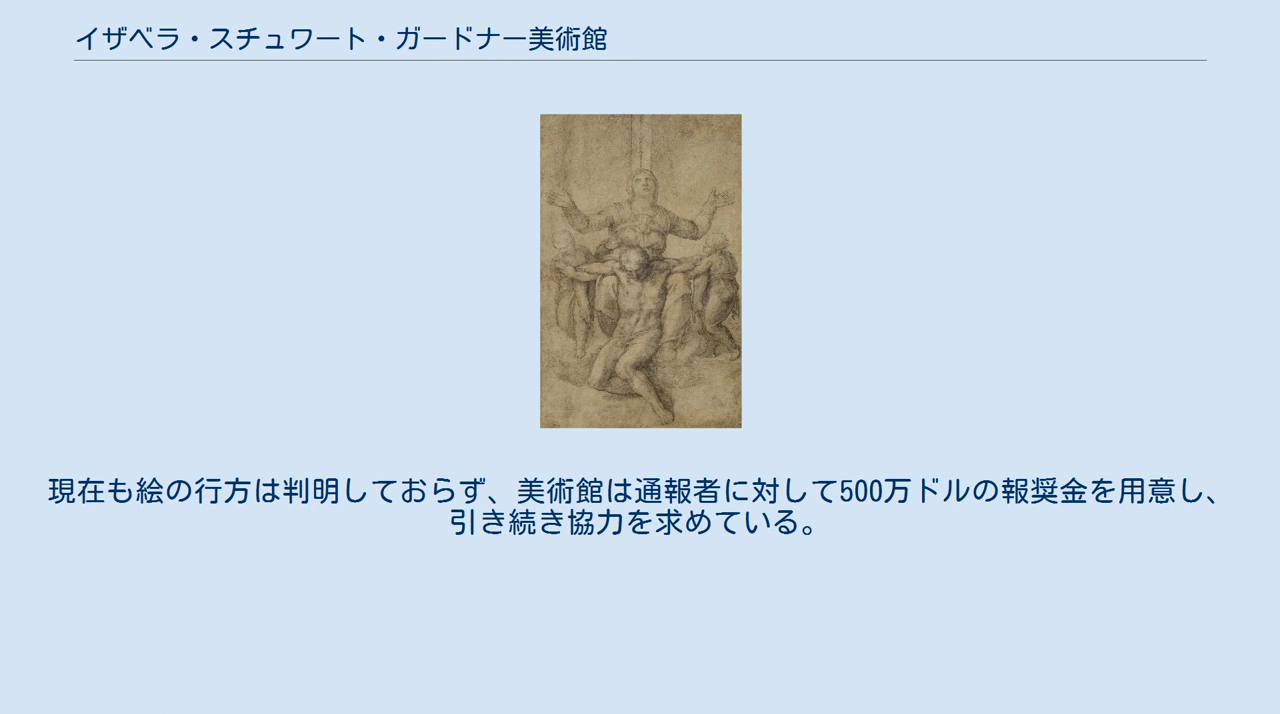 イザベラ・スチュワート・ガードナー美術館
現在も絵の行方は判明しておらず、美術館は通報者に対して500万ドルの報奨金を用意し、
引き続き協力を求めている。